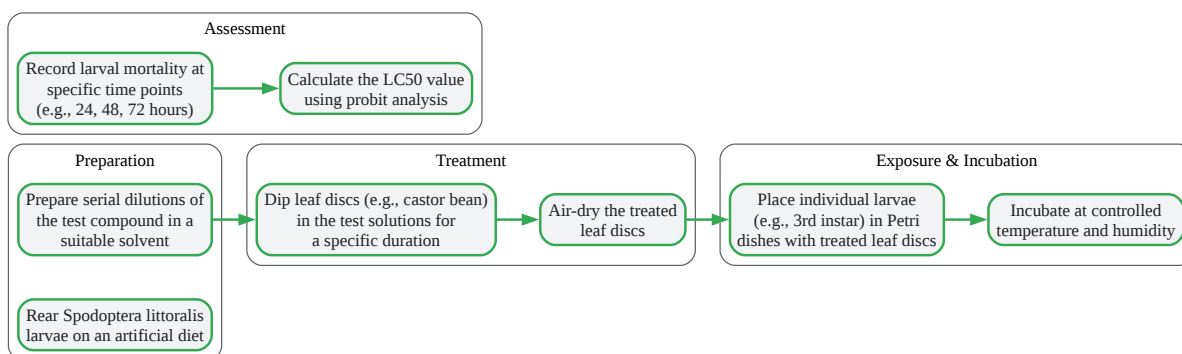 Assessment
Record larval mortality at
specific time points
(e.g., 24, 48, 72 hours)
Calculate the LC50 value
using probit analysis
Preparation
Prepare serial dilutions of
the test compound in a
suitable solvent
Rear Spodoptera littoralis
larvae on an artificial diet
Treatment
Dip leaf discs (e.g., castor bean)
in the test solutions for
a specific duration
Air-dry the treated
leaf discs
Exposure & Incubation
Place individual larvae
(e.g., 3rd instar) in Petri
dishes with treated leaf discs
Incubate at controlled
temperature and humidity